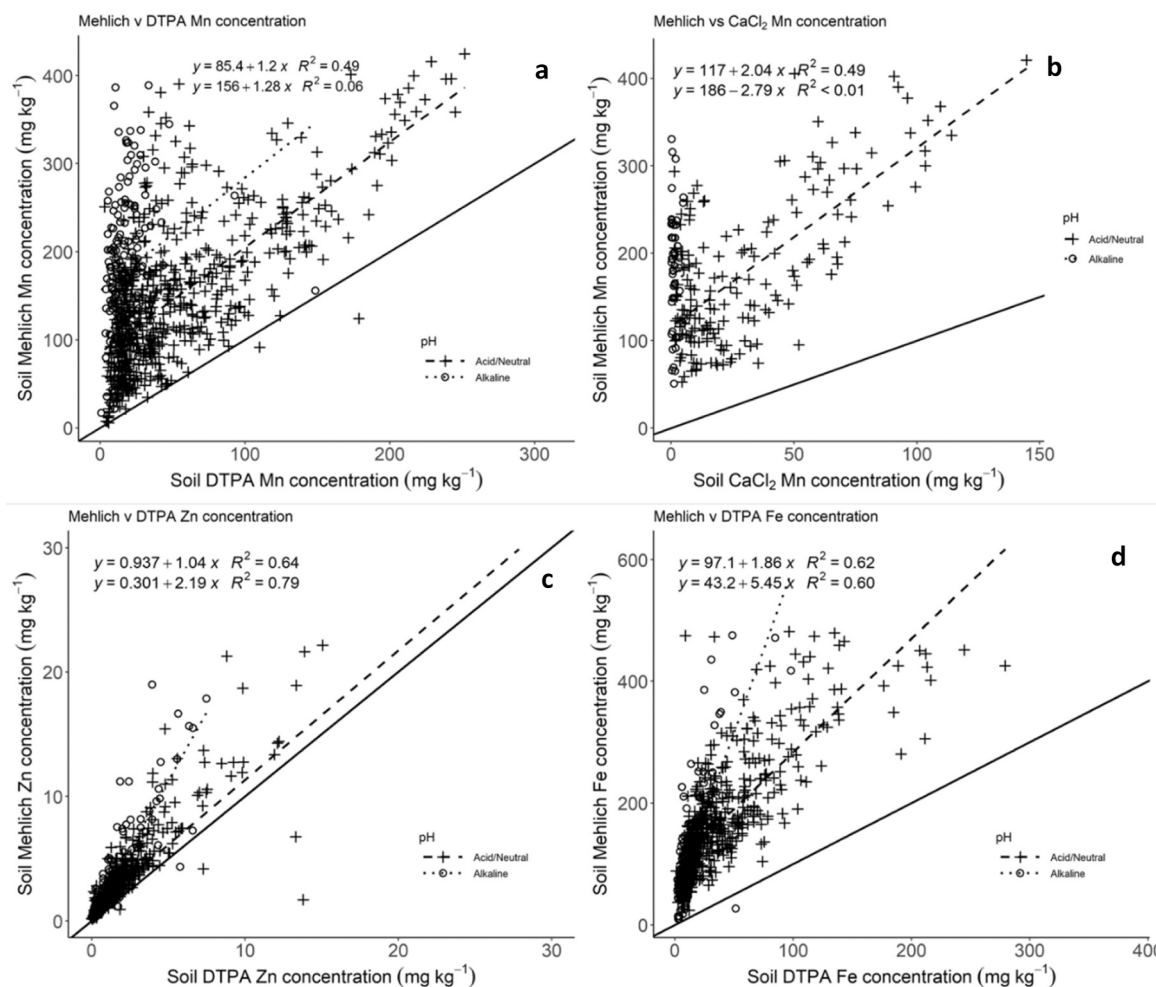 Mehlich v DTPA Mn concentration
y = 85.4 + 1.2 x R² = 0.49
y = 156 + 1.28 x R² = 0.06
a
400
300
200
100
0
Soil Mehlich Mn concentration (mg kg⁻¹)
pH
Acid/Neutral
Alkaline
0 100 200 300
Soil DTPA Mn concentration (mg kg⁻¹)
Mehlich vs CaCl₂ Mn concentration
y = 117 + 2.04 x R² = 0.49
y = 186 − 2.79 x R² < 0.01
b
400
300
200
100
0
Soil Mehlich Mn concentration (mg kg⁻¹)
pH
Acid/Neutral
Alkaline
0 50 100 150
Soil CaCl₂ Mn concentration (mg kg⁻¹)
Mehlich v DTPA Zn concentration
y = 0.937 + 1.04 x R² = 0.64
y = 0.301 + 2.19 x R² = 0.79
c
30
20
10
0
Soil Mehlich Zn concentration (mg kg⁻¹)
pH
Acid/Neutral
Alkaline
0 10 20 30
Soil DTPA Zn concentration (mg kg⁻¹)
Mehlich v DTPA Fe concentration
y = 97.1 + 1.86 x R² = 0.62
y = 43.2 + 5.45 x R² = 0.60
d
600
400
200
0
Soil Mehlich Fe concentration (mg kg⁻¹)
pH
Acid/Neutral
Alkaline
0 100 200 300 400
Soil DTPA Fe concentration (mg kg⁻¹)